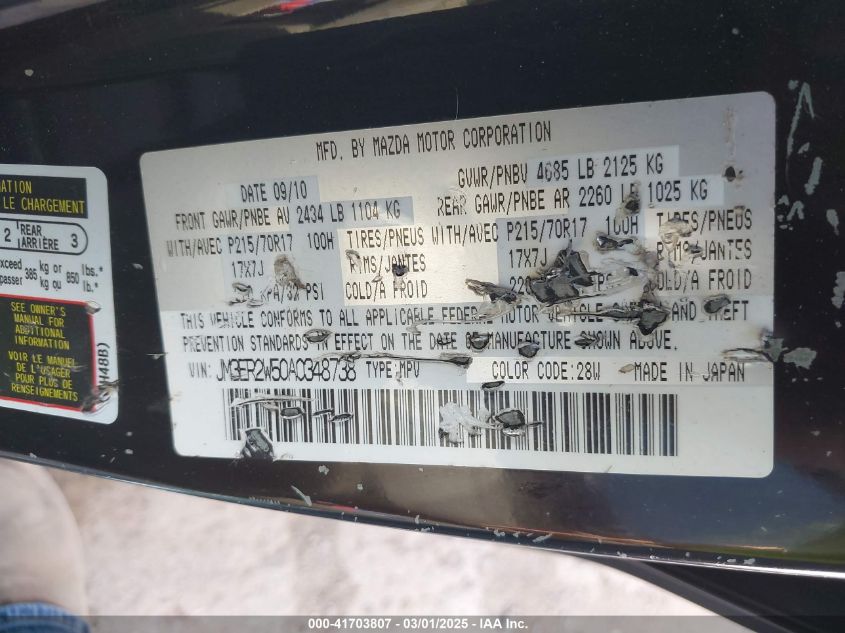 MFD. BY MAZDA MOTOR CORPORATION
DATE 09/10
GVWR/PNBV 4685 LB 2125 KG
FRONT GAWR/PNBE AV 2434 LB 1104 KG
REAR GAWR/PNBE AR 2260 LB 1025 KG
WITH/AVEC P215/70R17 100H TIRES/PNEUS
17X7J RIMS/JANTES
PSI COLD/A FROID
WITH/AVEC P215/70R17 100H TIRES/PNEUS
17X7J RIMS/JANTES
COLD/A FROID
THIS VEHICLE CONFORMS TO ALL APPLICABLE FEDERAL MOTOR VEHICLE AND THEFT
PREVENTION STANDARDS IN EFFECT ON THE DATE OF MANUFACTURE SHOWN ABOVE.
VIN: JM3ER2W50A0348738 TYPE:MPV COLOR CODE:28W MADE IN JAPAN
LE CHARGEMENT
2 REAR ARRIÈRE 3
385 kg or 850 lbs.*
kg ou lb.*
SEE OWNER'S
MANUAL FOR
ADDITIONAL
INFORMATION
VOIR LE MANUEL
DE L'USAGER
POUR PLUS DE
RENSEIGNEMENTS
000-41703807 - 03/01/2025 - IAA Inc.